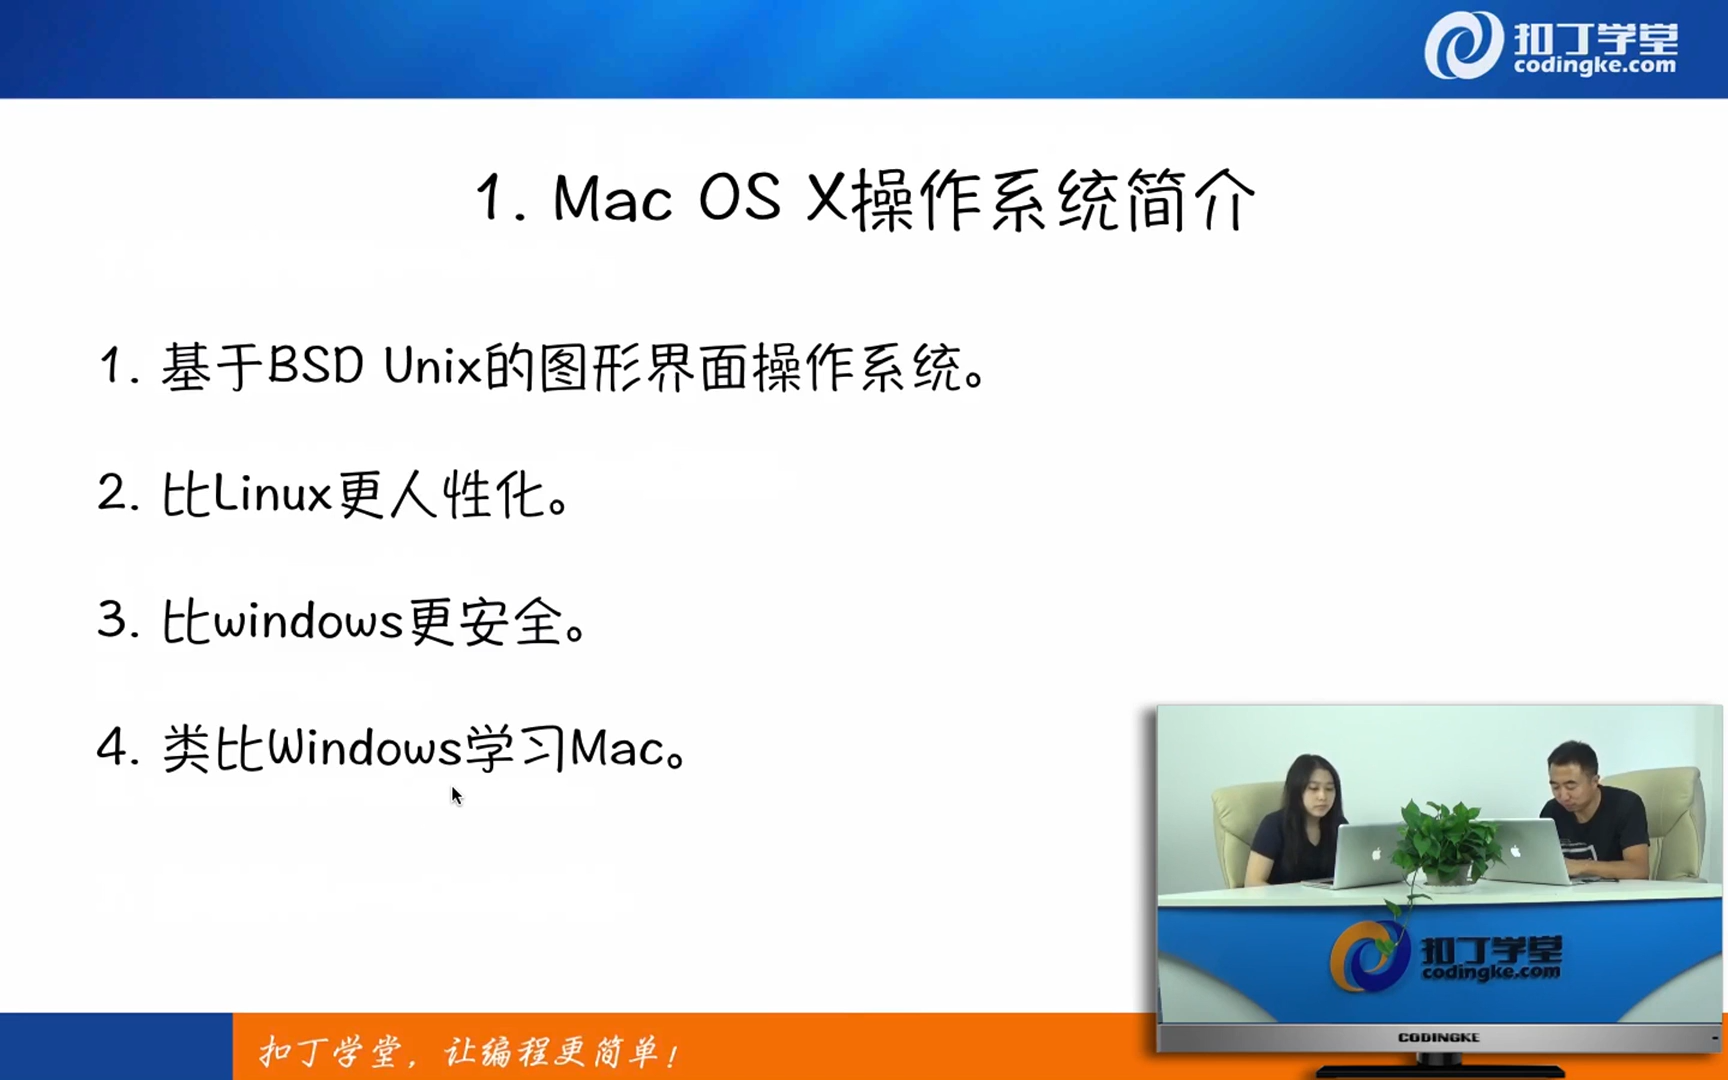 扣丁学堂
codingke.com
1. Mac OS X操作系统简介
1. 基于BSD Unix的图形界面操作系统。
2. 比Linux更人性化。
3. 比windows更安全。
4. 类比Windows学习Mac。
扣丁学堂
codingke.com
CODINGKE
扣丁学堂，让编程更简单！